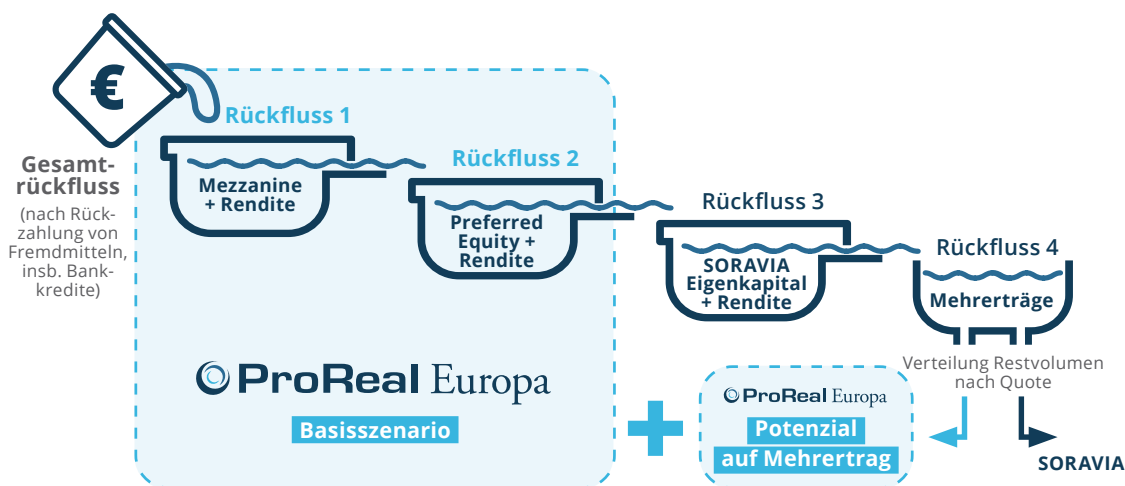 €
Gesamt-
rückfluss
(nach Rück-
zahlung von
Fremdmitteln,
insb. Bank-
kredite)
Rückfluss 1
Mezzanine
+ Rendite
Rückfluss 2
Preferred
Equity +
Rendite
Rückfluss 3
SORAVIA
Eigenkapital
+ Rendite
Rückfluss 4
Mehrerträge
Verteilung Restvolumen
nach Quote
ProReal Europa
Basisszenario
ProReal Europa
Potenzial
auf Mehrertrag
SORAVIA